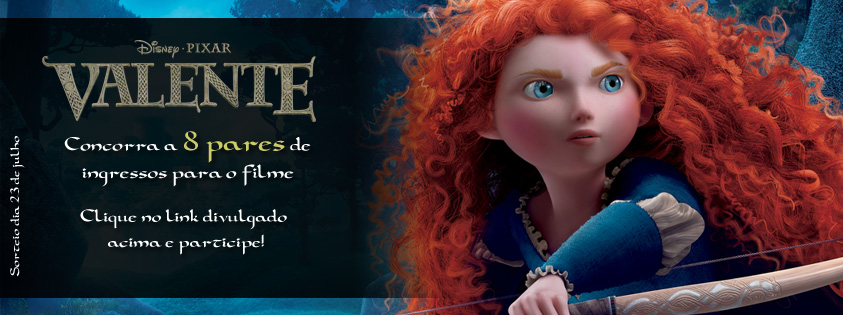 Disney · PIXAR
VALENTE
Concorra a 8 pares de
ingressos para o filme
Clique no link divulgado
acima e participe!
Sorteio dia 23 de julho